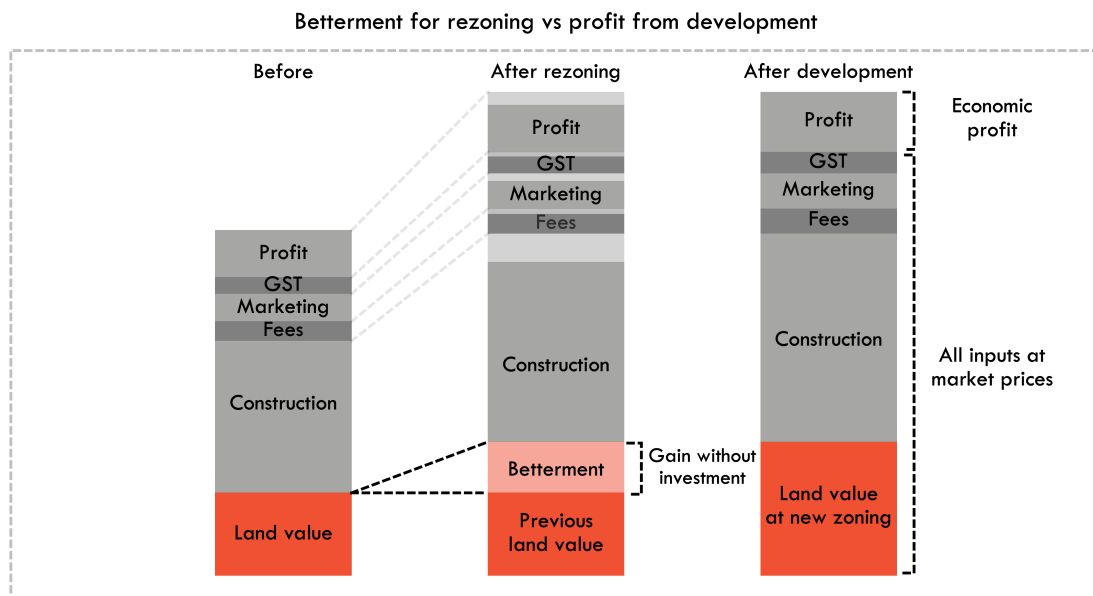 Betterment for rezoning vs profit from development
Before
After rezoning
After development
Profit
GST
Marketing
Fees
Construction
Land value
Profit
GST
Marketing
Fees
Construction
Betterment
Previous
land value
Gain without
investment
Profit
GST
Marketing
Fees
Construction
Land value
at new zoning
Economic
profit
All inputs at
market prices